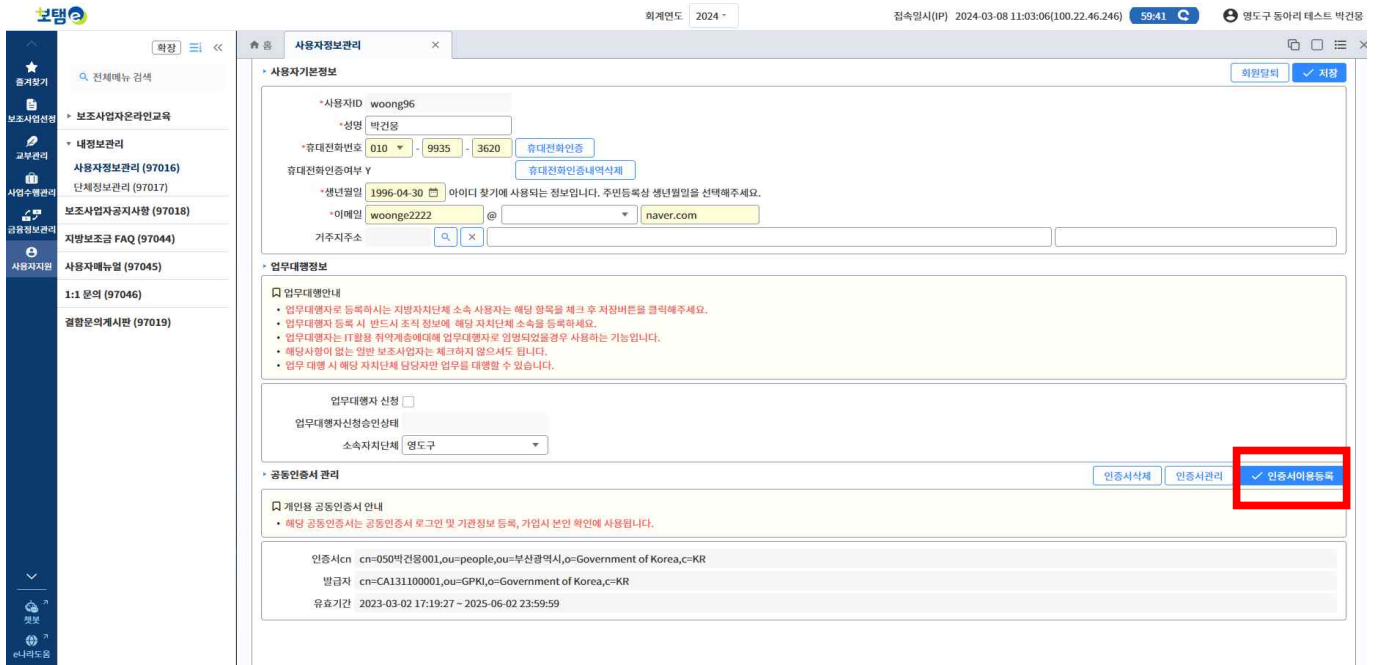 보탬e
회계연도 2024
접속일시(IP) 2024-03-08 11:03:06(100.22.46.246) 59:41 영도구 동아리 테스트 박건웅
확장
홈 사용자정보관리
즐겨찾기
보조사업선정
교부관리
사업수행관리
금융정보관리
사용자지원
챗봇
e나라도움
전체메뉴 검색
보조사업자온라인교육
내정보관리
사용자정보관리 (97016)
단체정보관리 (97017)
보조사업자공지사항 (97018)
지방보조금 FAQ (97044)
사용자매뉴얼 (97045)
1:1 문의 (97046)
결함문의게시판 (97019)
사용자기본정보 회원탈퇴 저장
*사용자ID woong96
*성명 박건웅
*휴대전화번호 010 - 9935 - 3620 휴대전화인증
휴대전화인증여부 Y 휴대전화인증내역삭제
*생년월일 1996-04-30 아이디 찾기에 사용되는 정보입니다. 주민등록상 생년월일을 선택해주세요.
*이메일 woonge2222 @ naver.com
거주지주소
업무대행정보
업무대행안내
• 업무대행자로 등록하시는 지방자치단체 소속 사용자는 해당 항목을 체크 후 저장버튼을 클릭해주세요.
• 업무대행자 등록 시 반드시 조직 정보에 해당 자치단체 소속을 등록하세요.
• 업무대행자는 IT활용 취약계층에대해 업무대행자로 임명되었을경우 사용하는 기능입니다.
• 해당사항이 없는 일반 보조사업자는 체크하지 않으셔도 됩니다.
• 업무 대행 시 해당 자치단체 담당자만 업무를 대행할 수 있습니다.
업무대행자 신청
업무대행자신청승인상태
소속자치단체 영도구
공동인증서 관리 인증서삭제 인증서관리 인증서이용등록
개인용 공동인증서 안내
• 해당 공동인증서는 공동인증서 로그인 및 기관정보 등록, 가입시 본인 확인에 사용됩니다.
인증서cn cn=050박건웅001,ou=people,ou=부산광역시,o=Government of Korea,c=KR
발급자 cn=CA131100001,ou=GPKI,o=Government of Korea,c=KR
유효기간 2023-03-02 17:19:27 ~ 2025-06-02 23:59:59